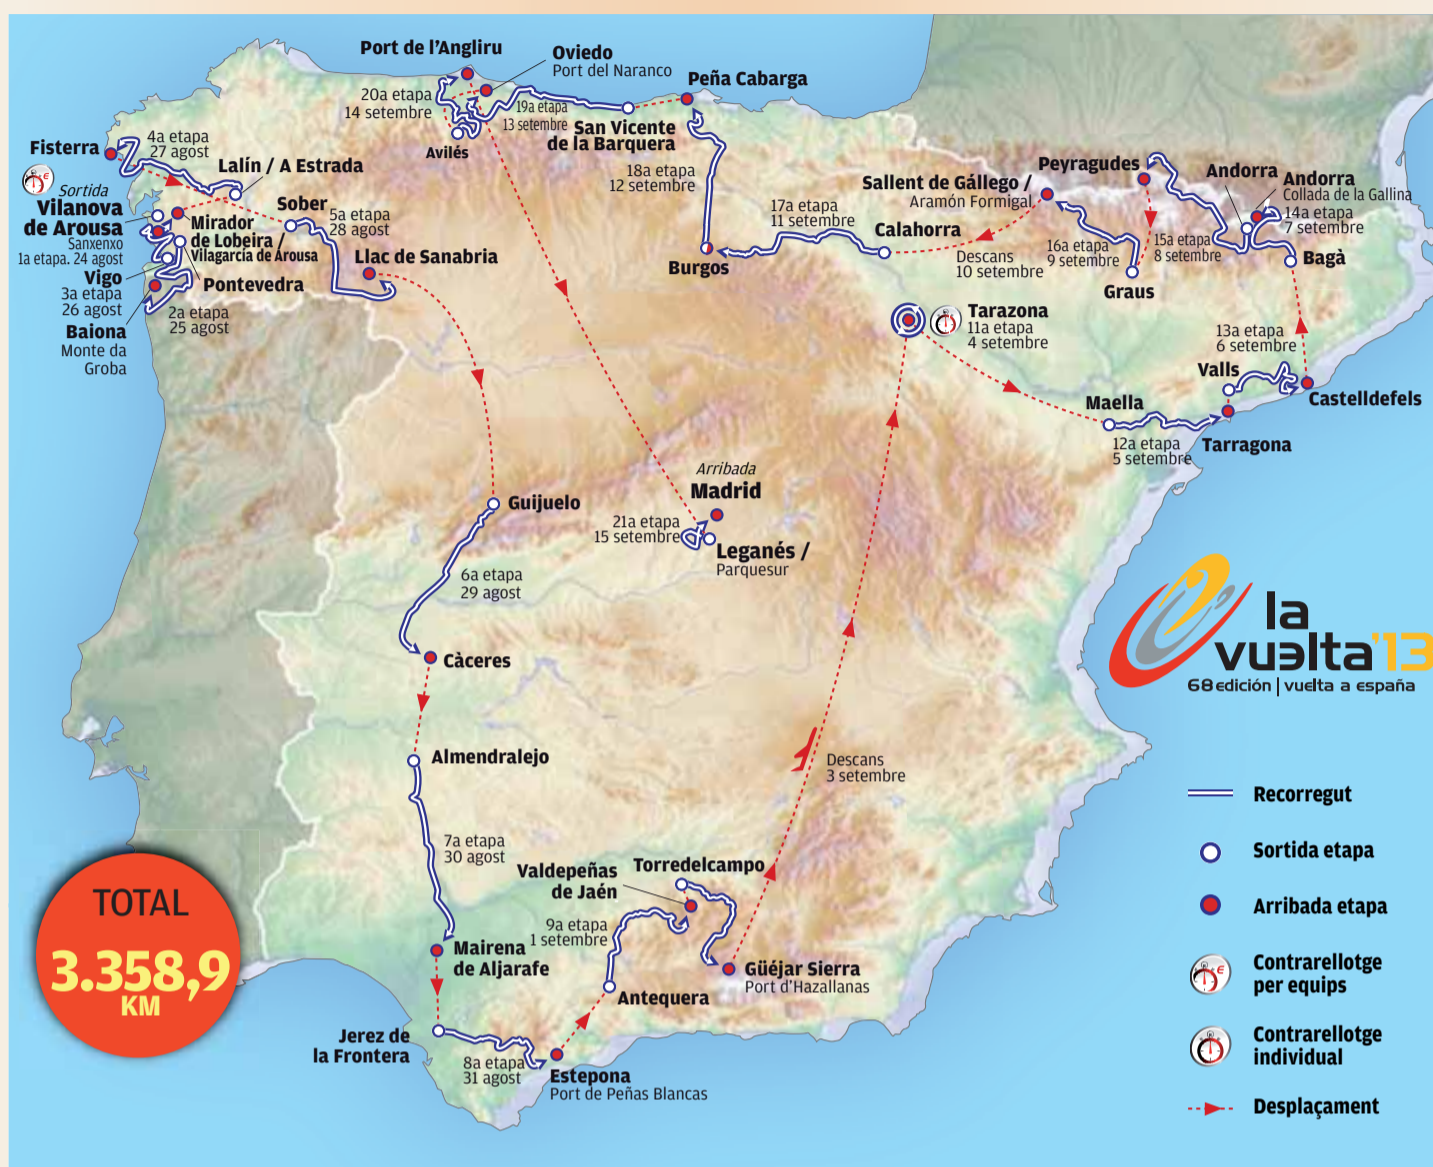 Port de l'Angliru
Oviedo
Port del Naranco
Peña Cabarga
20a etapa
14 setembre
19a etapa
13 setembre
San Vicente
de la Barquera
Avilés
Fisterra
4a etapa
27 agost
Lalín / A Estrada
18a etapa
12 setembre
Peyragudes
Andorra
Andorra
Collada de la Gallina
14a etapa
7 setembre
Sallent de Gállego /
Aramón Formigal
Sortida
Vilanova
de Arousa
Sanxenxo
1a etapa. 24 agost
Mirador
de Lobeira /
Vilagarcía de Arousa
Sober
5a etapa
28 agost
Llac de Sanabria
17a etapa
11 setembre
Calahorra
Burgos
Descans
10 setembre
16a etapa
9 setembre
15a etapa
8 setembre
Bagà
Graus
Vigo
3a etapa
26 agost
Pontevedra
2a etapa
25 agost
Baiona
Monte da
Groba
Tarazona
11a etapa
4 setembre
13a etapa
6 setembre
Valls
Castelldefels
Maella
12a etapa
5 setembre
Tarragona
Arribada
Madrid
21a etapa
15 setembre
Leganés /
Parquesur
Guijuelo
6a etapa
29 agost
Càceres
Almendralejo
7a etapa
30 agost
Descans
3 setembre
Torredelcampo
Valdepeñas
de Jaén
9a etapa
1 setembre
Mairena
de Aljarafe
Güéjar Sierra
Port d'Hazallanas
Antequera
Jerez de
la Frontera
8a etapa
31 agost
Estepona
Port de Peñas Blancas
la
vuelta'13
68 edición | vuelta a españa
TOTAL
3.358,9
KM
Recorregut
Sortida etapa
Arribada etapa
Contrarellotge
per equips
Contrarellotge
individual
Desplaçament